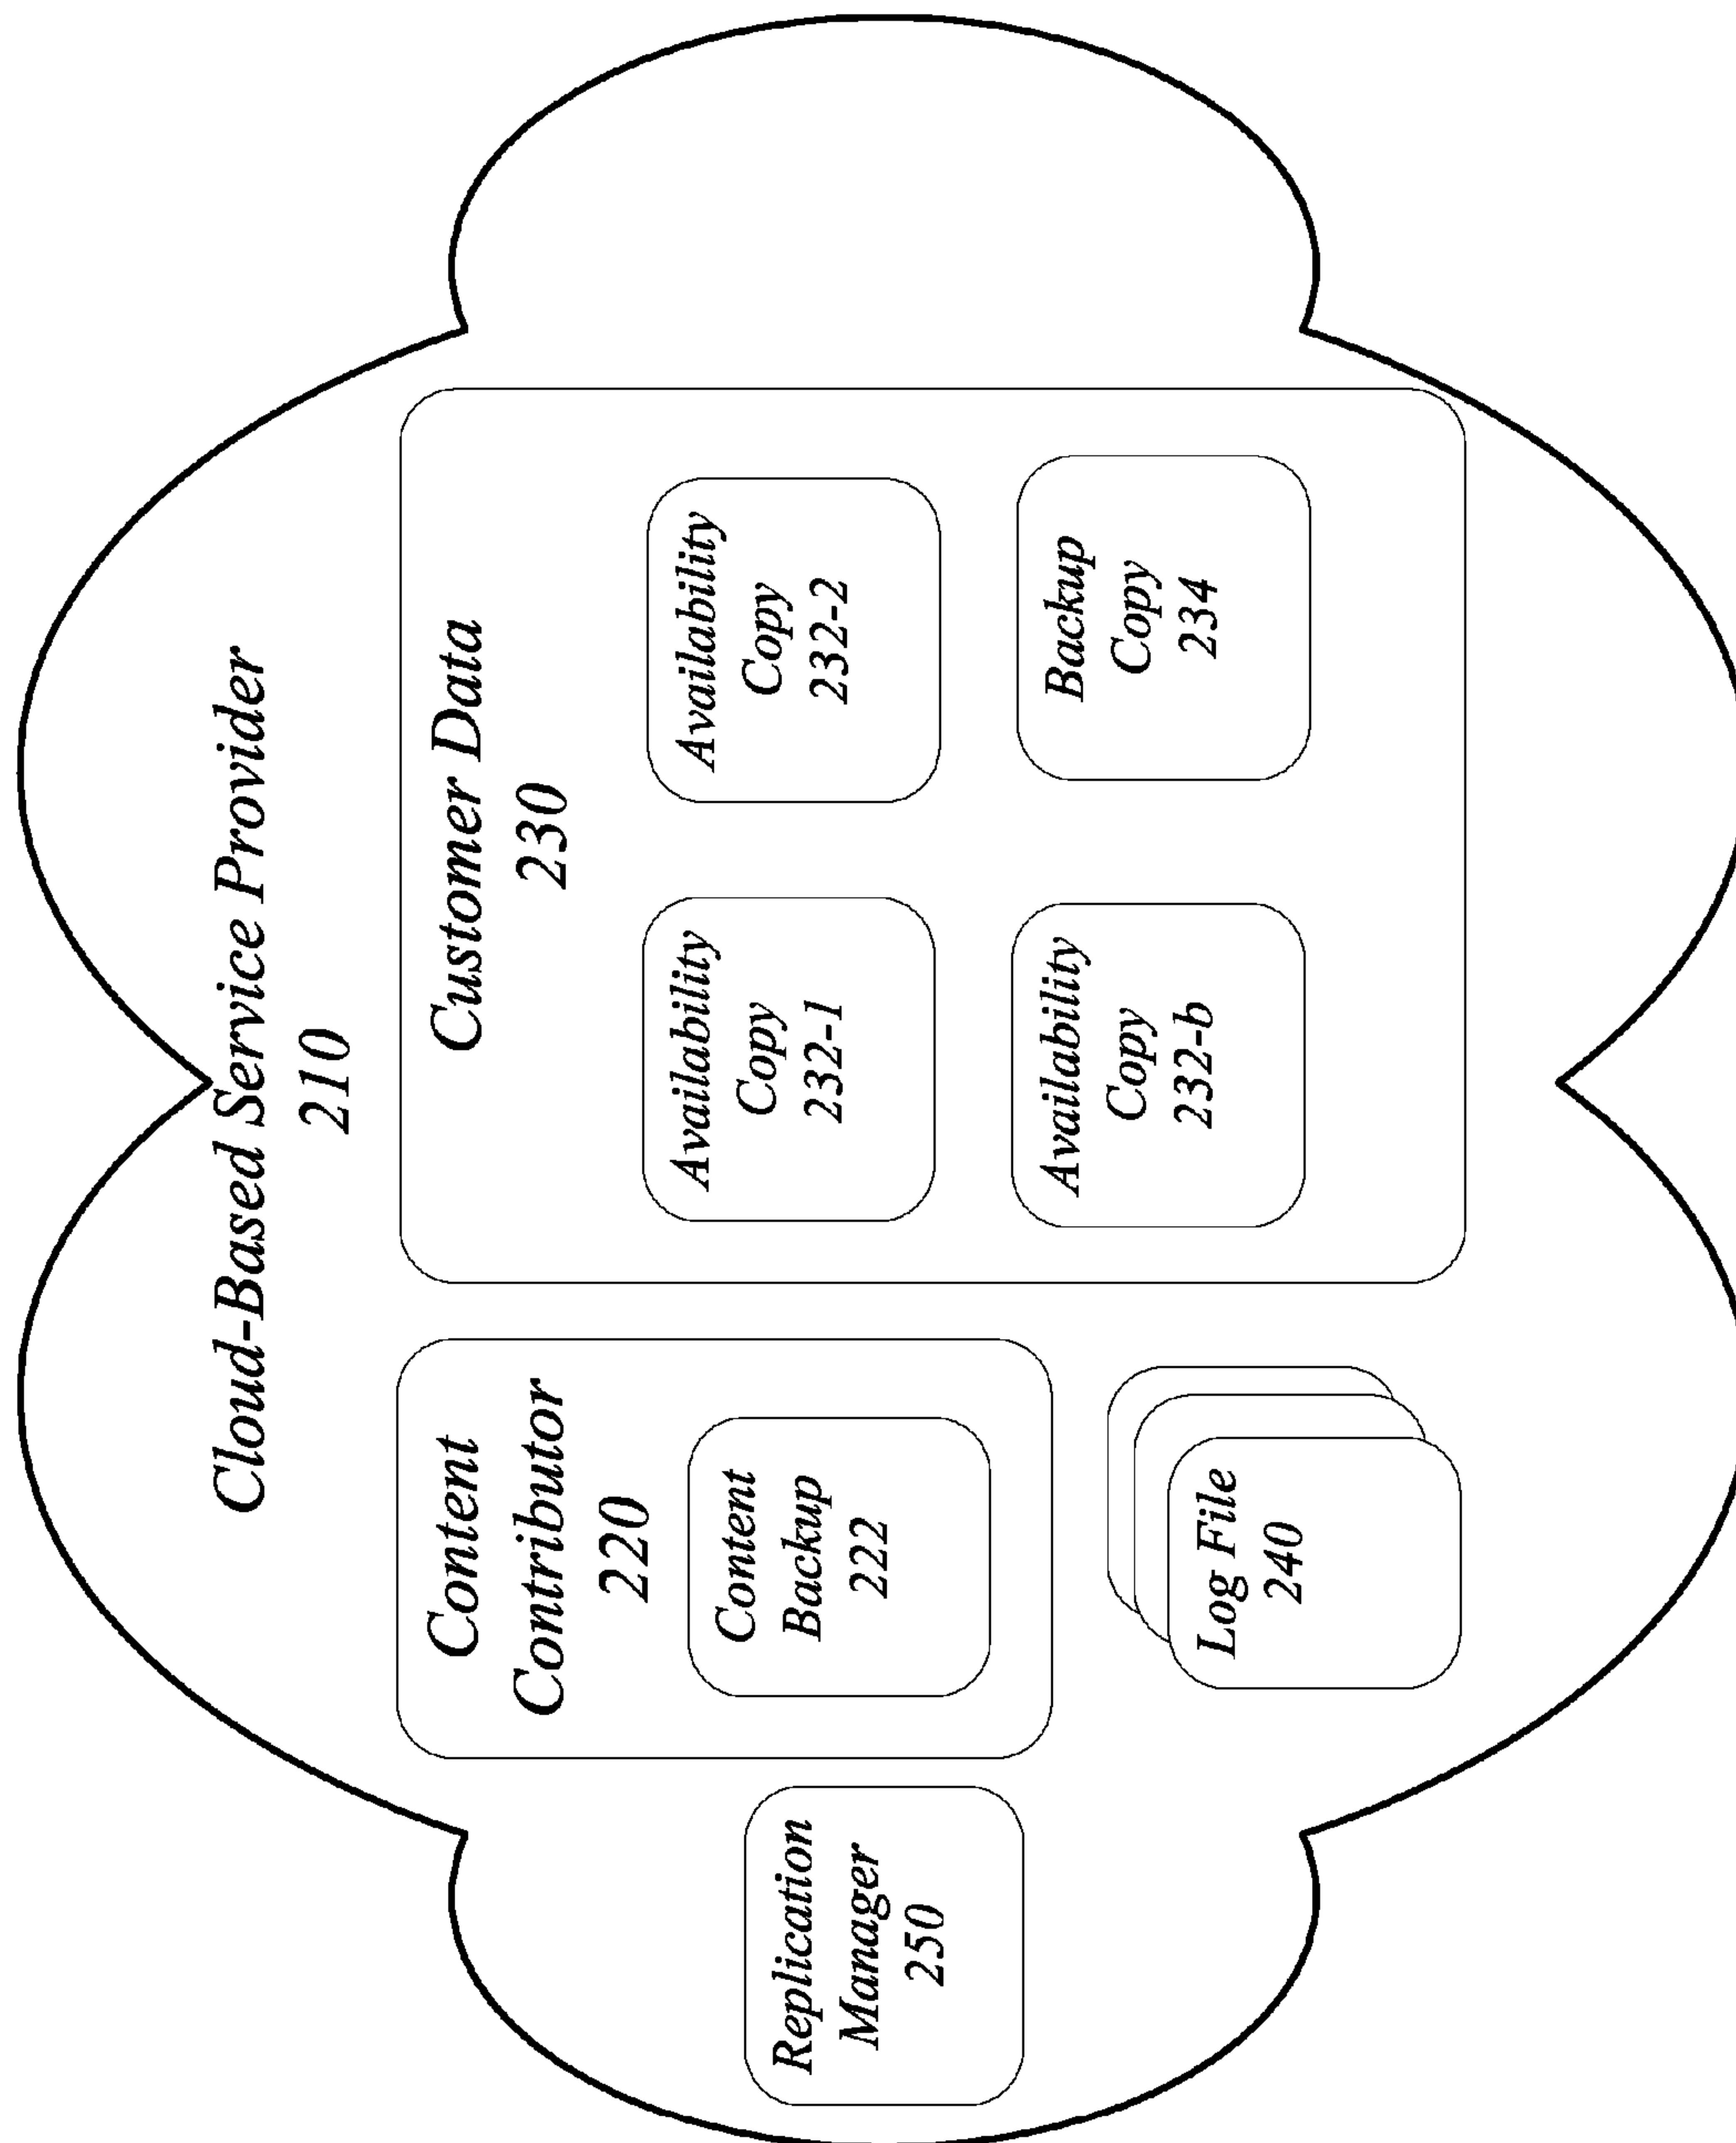 Cloud-Based Service Provider
210
Replication
Manager
250
Content
Contributor
220
Content
Backup
222
Log File
240
Customer Data
230
Availability
Copy
232-1
Availability
Copy
232-2
Availability
Copy
232-b
Backup
Copy
234